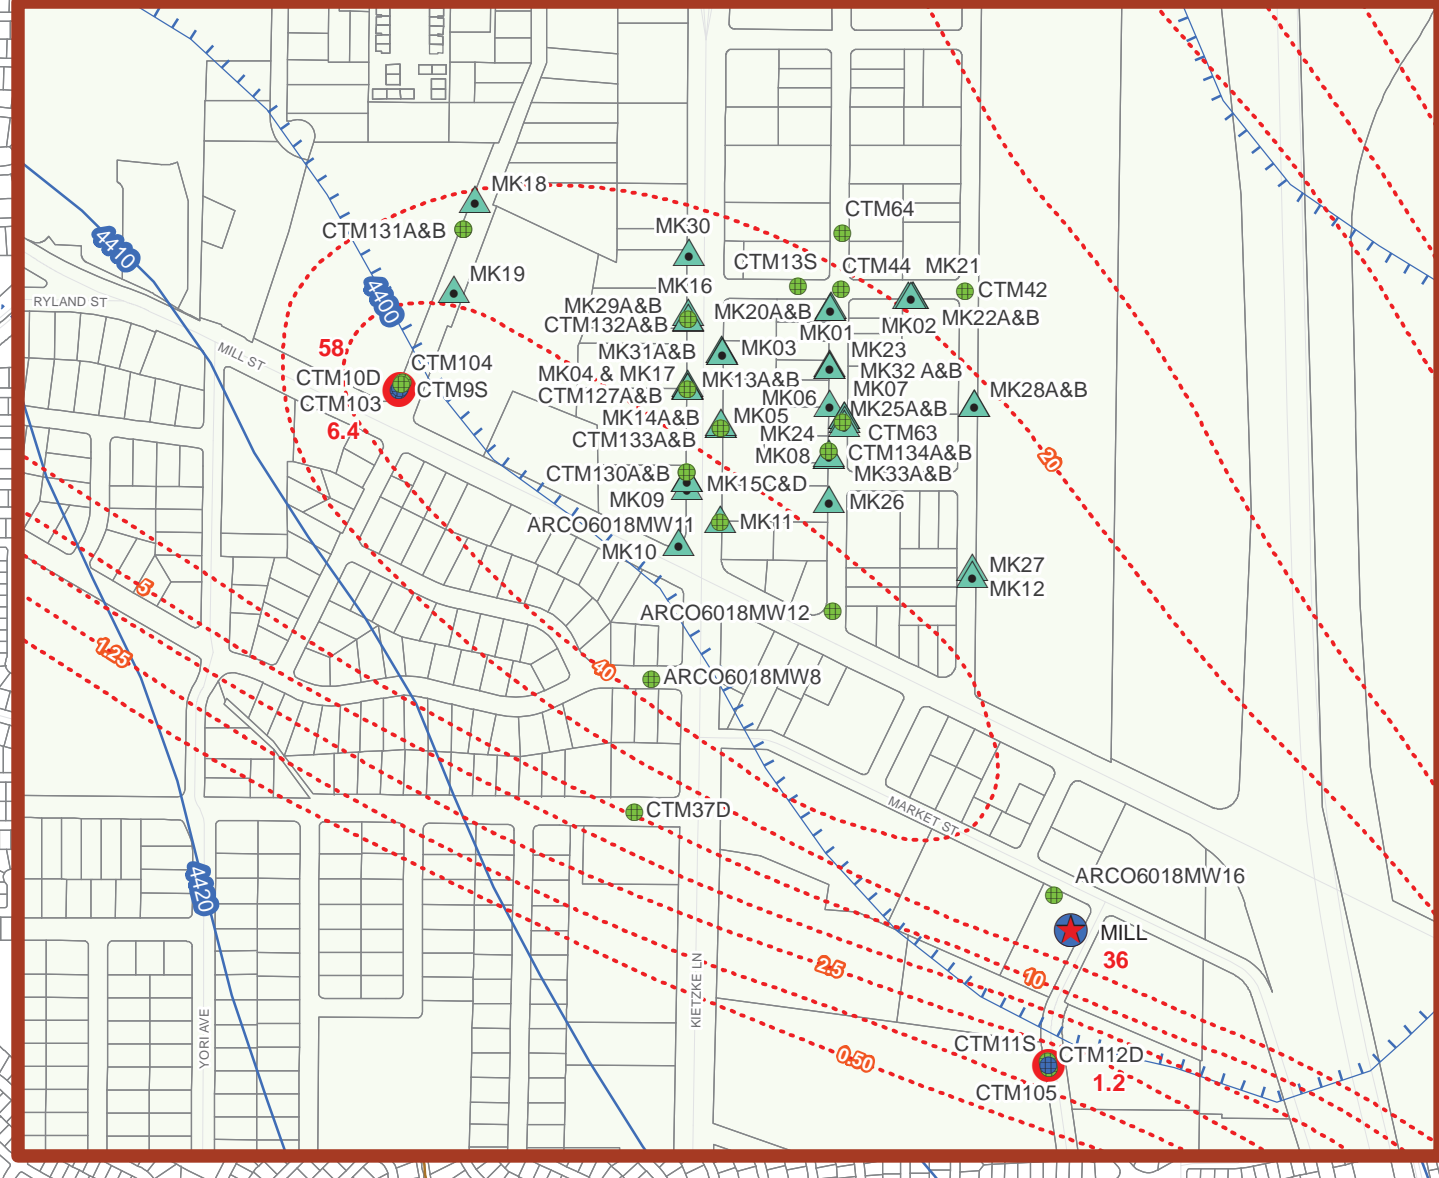 MK18
CTM64
CTM131A&B
MK30
4410
CTM13S
CTM44
MK21
MK19
MK16
CTM42
RYLAND ST
4400
MK29A&B
MK20A&B
MK22A&B
CTM132A&B
MK01
MK02
58
MILL ST
MK31A&B
MK03
MK23
CTM104
CTM10D
MK04 & MK17
MK13A&B
MK32 A&B
CTM9S
CTM127A&B
MK06
MK07
MK28A&B
CTM103
MK14A&B
MK05
MK25A&B
6.4
CTM133A&B
MK24
CTM63
MK08
CTM134A&B
20
CTM130A&B
MK15C&D
MK33A&B
MK09
MK26
ARCO6018MW11
MK11
MK10
MK27
5
MK12
ARCO6018MW12
1.25
40
ARCO6018MW8
CTM37D
MARKET ST
4420
ARCO6018MW16
MILL
36
2.5
10
KIETZKE LN
YORI AVE
CTM11S
CTM12D
0.50
1.2
CTM105